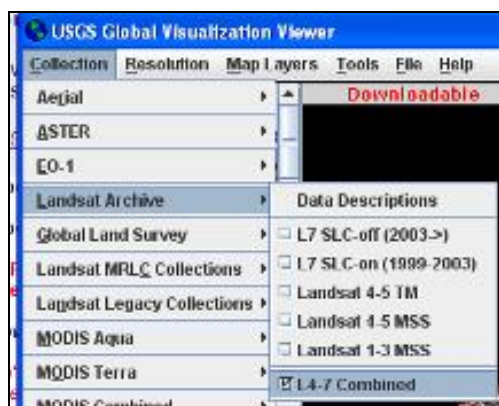 USGS Global Visualization Viewer
Collection Resolution Map Layers Tools File Help
Aerial
Downloadable
ASTER
EO-1
Landsat Archive
Data Descriptions
Global Land Survey
L7 SLC-off (2003->)
Landsat MRLC Collections
L7 SLC-on (1999-2003)
Landsat Legacy Collections
Landsat 4-5 TM
Landsat 4-5 MSS
MODIS Aqua
Landsat 1-3 MSS
MODIS Terra
L4-7 Combined
MODIS Combined